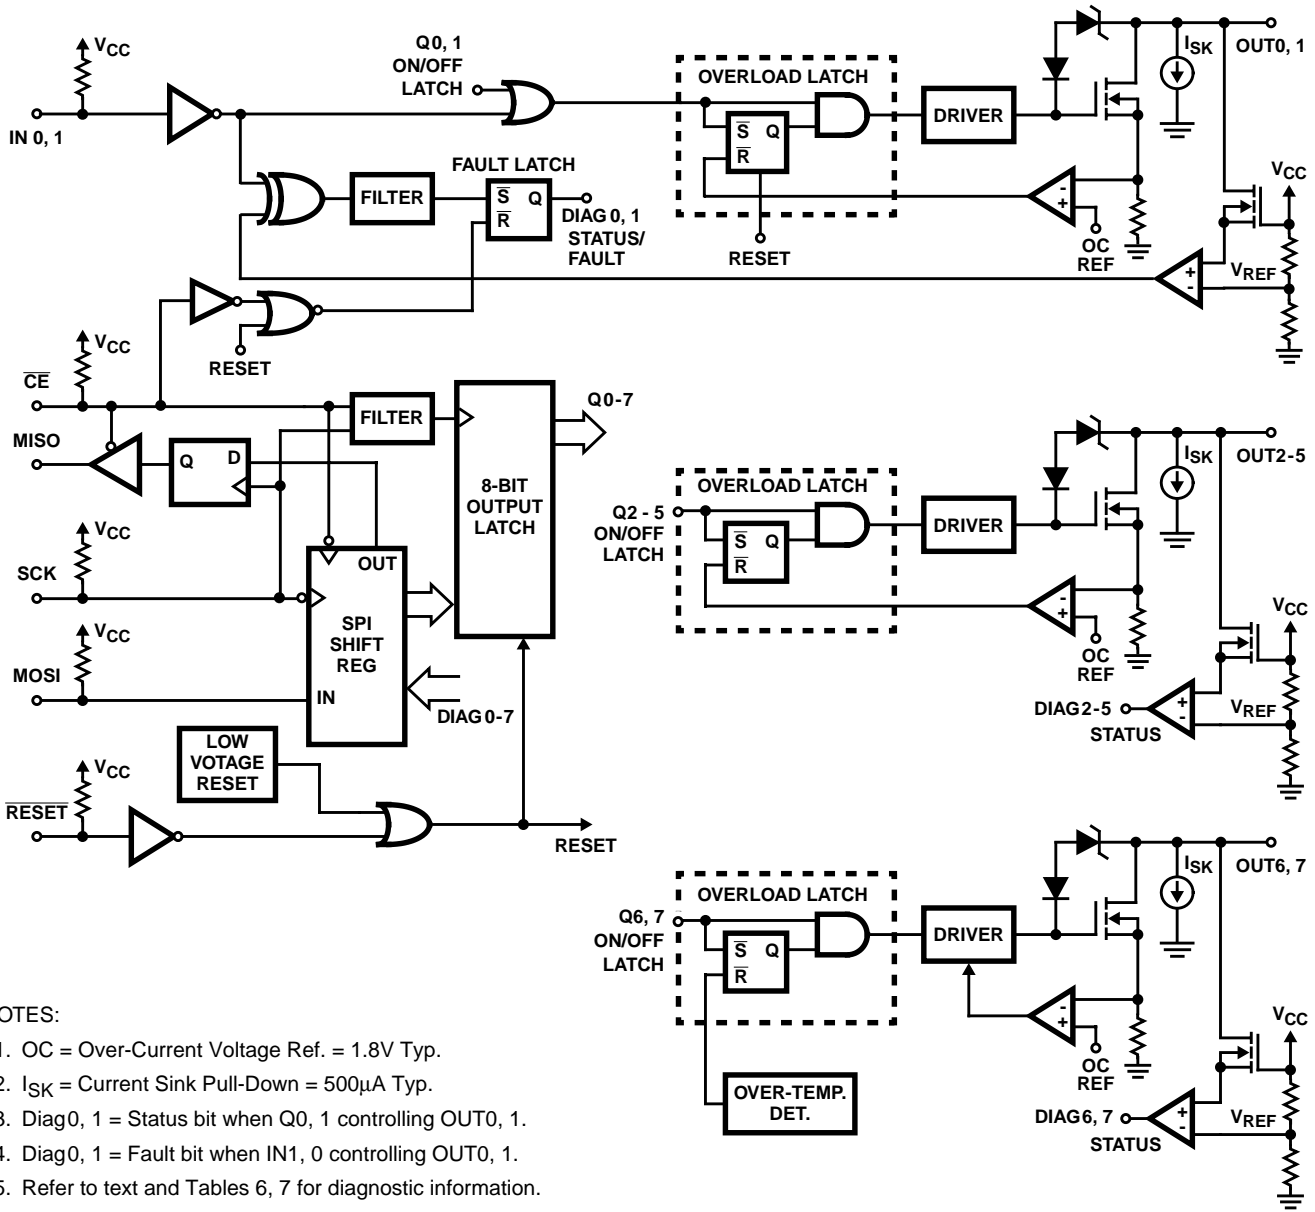 VCC
IN 0, 1
Q0, 1
ON/OFF
LATCH
OVERLOAD LATCH
S Q
R
RESET
DRIVER
ISK
OUT0, 1
OC
REF
VCC
VREF
FAULT LATCH
FILTER
S Q
R
DIAG 0, 1
STATUS/
FAULT
RESET
VCC
CE
MISO
Q D
FILTER
8-BIT
OUTPUT
LATCH
Q0-7
VCC
SCK
OUT
SPI
SHIFT
REG
IN
VCC
MOSI
DIAG0-7
LOW
VOTAGE
RESET
VCC
RESET
RESET
Q2 - 5
ON/OFF
LATCH
OVERLOAD LATCH
S Q
R
DRIVER
ISK
OUT2-5
OC
REF
VCC
VREF
DIAG2-5
STATUS
Q6, 7
ON/OFF
LATCH
OVERLOAD LATCH
S Q
R
DRIVER
ISK
OUT6, 7
OC
REF
OVER-TEMP.
DET.
VCC
VREF
DIAG6, 7
STATUS
OTES:
1. OC = Over-Current Voltage Ref. = 1.8V Typ.
2. ISK = Current Sink Pull-Down = 500μA Typ.
3. Diag0, 1 = Status bit when Q0, 1 controlling OUT0, 1.
4. Diag0, 1 = Fault bit when IN1, 0 controlling OUT0, 1.
5. Refer to text and Tables 6, 7 for diagnostic information.